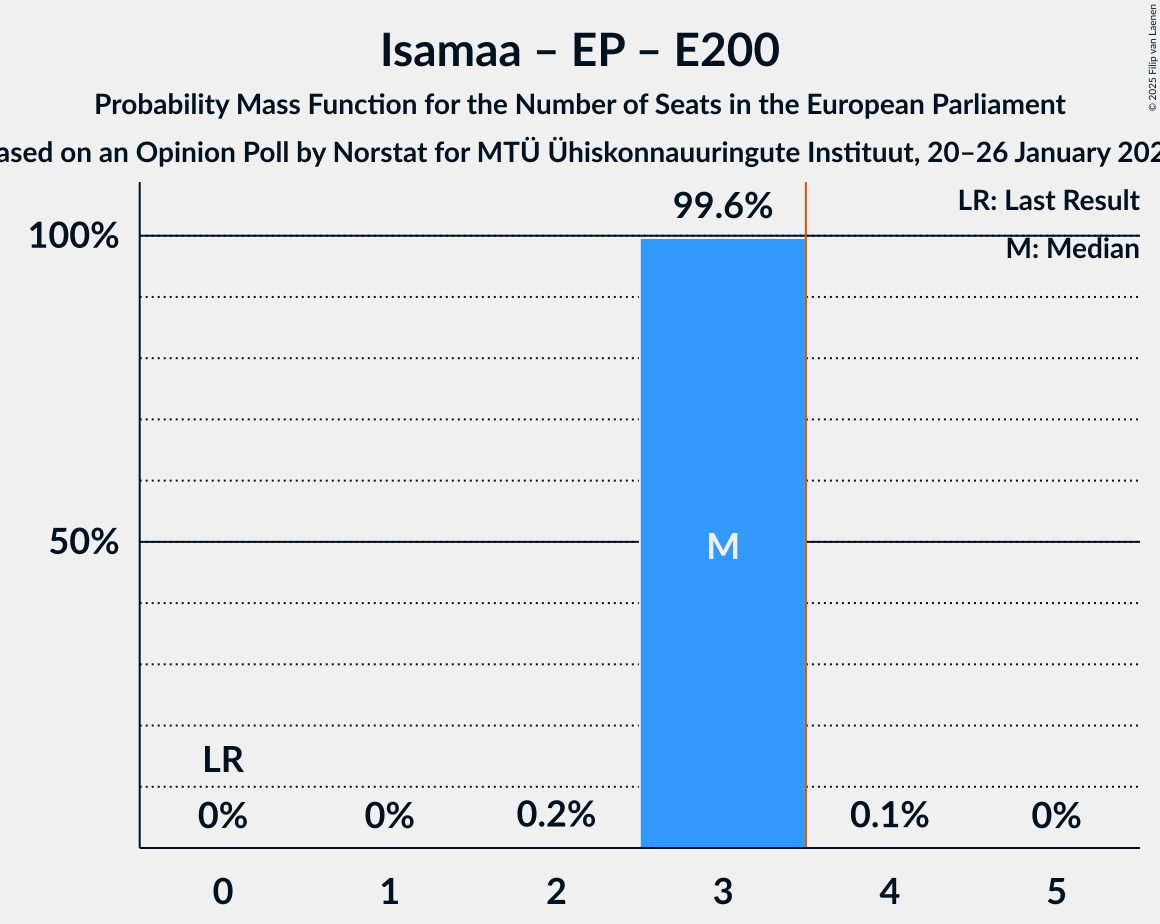 Isamaa – EP – E200
Probability Mass Function for the Number of Seats in the European Parliament
ased on an Opinion Poll by Norstat for MTÜ Ühiskonnauuringute Instituut, 20–26 January 202
© 2025 Filip van Laenen
LR: Last Result
M: Median
99.6%
100%
50%
M
LR
0%
0%
0.2%
0.1%
0%
0
1
2
3
4
5